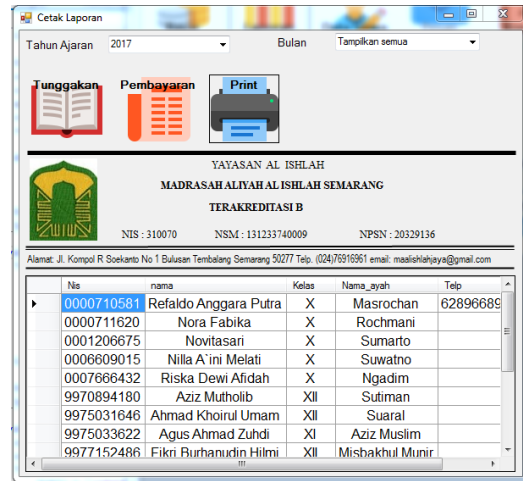 Cetak Laporan
Tahun Ajaran 2017 Bulan Tampilkan semua
Tunggakan Pembayaran Print
YAYASAN AL ISHLAH
MADRASAH ALIYAH AL ISHLAH SEMARANG
TERAKREDITASI B
NIS : 310070 NSM : 131233740009 NPSN : 20329136
Alamat: Jl. Kompol R Soekanto No 1 Bulusan Tembalang Semarang 50277 Telp. (024)76916961 email: maalishlahjaya@gmail.com
Nis nama Kelas Nama_ayah Telp
0000710581 Refaldo Anggara Putra X Masrochan 62896689
0000711620 Nora Fabika X Rochmani
0001206675 Novitasari X Sumarto
0006609015 Nilla A`ini Melati X Suwatno
0007666432 Riska Dewi Afidah X Ngadim
9970894180 Aziz Mutholib XII Sutiman
9975031646 Ahmad Khoirul Umam XII Suaral
9975033622 Agus Ahmad Zuhdi XI Aziz Muslim
9977152486 Fikri Burhanudin Hilmi XII Misbakhul Munir